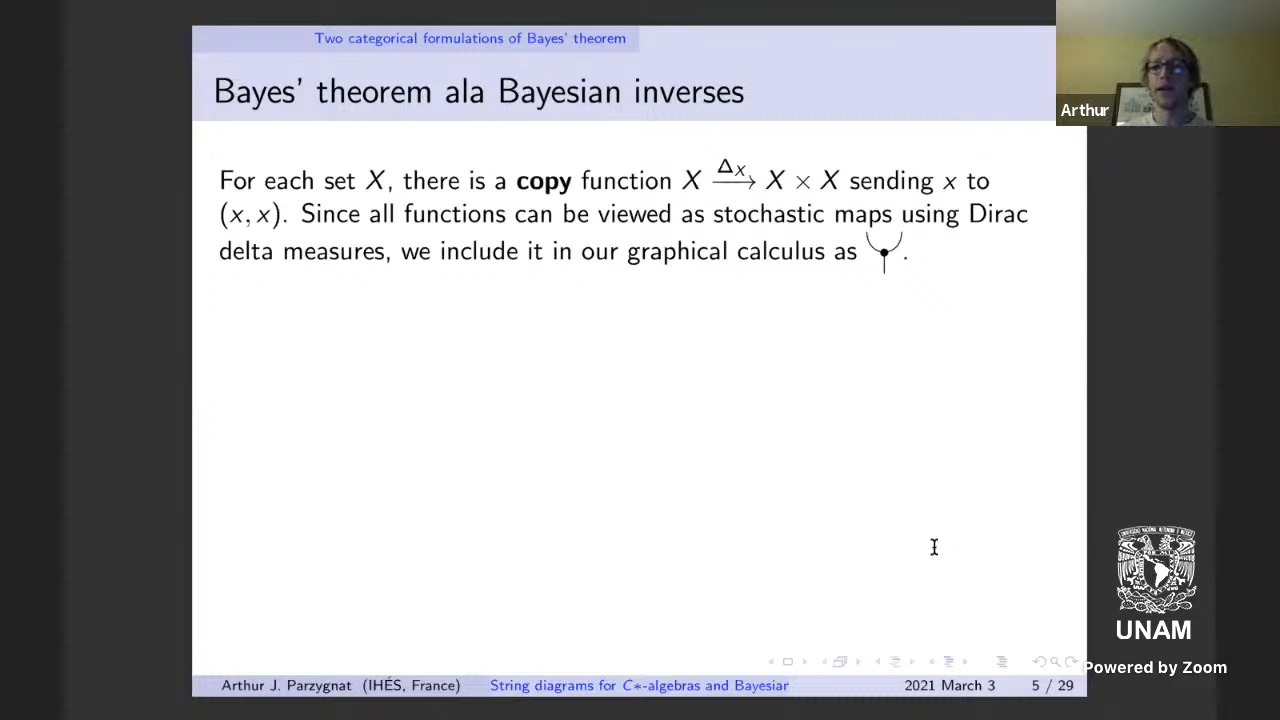 Two categorical formulations of Bayes' theorem
Bayes' theorem ala Bayesian inverses
Arthur
For each set X, there is a copy function X \xrightarrow{Δ_X} X × X sending x to
(x, x). Since all functions can be viewed as stochastic maps using Dirac
delta measures, we include it in our graphical calculus as .
UNAM
Powered by Zoom
Arthur J. Parzygnat (IHÉS, France) String diagrams for C*-algebras and Bayesiar 2021 March 3 5 / 29